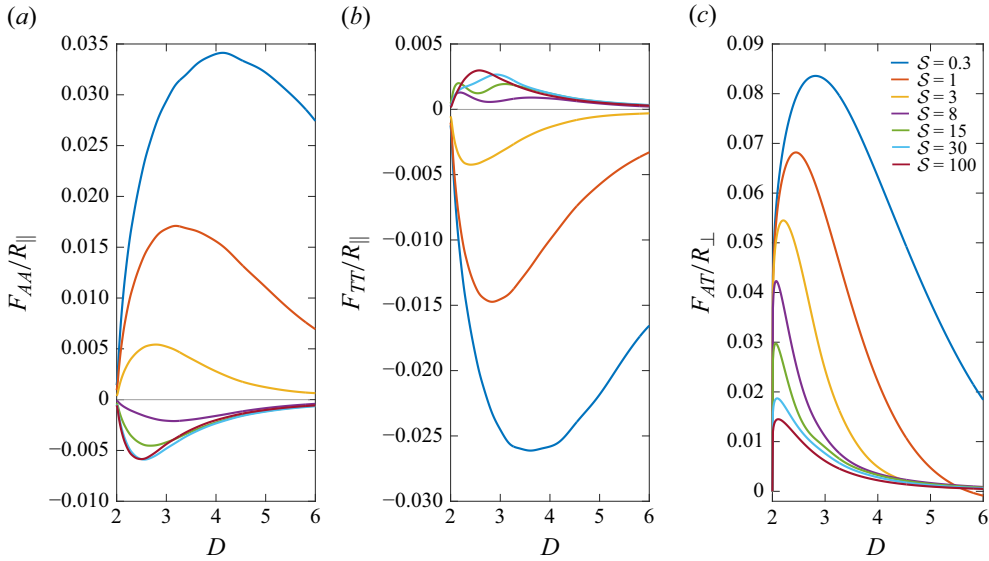 (a)
0.035
0.030
0.025
0.020
0.015
0.010
0.005
0
−0.005
−0.010
F_{AA}/R_{||}
2 3 4 5 6
D
(b)
0.005
0
−0.005
−0.010
−0.015
−0.020
−0.025
−0.030
F_{TT}/R_{||}
2 3 4 5 6
D
(c)
0.09
0.08
0.07
0.06
0.05
0.04
0.03
0.02
0.01
0
F_{AT}/R_⊥
2 3 4 5 6
D
S = 0.3
S = 1
S = 3
S = 8
S = 15
S = 30
S = 100